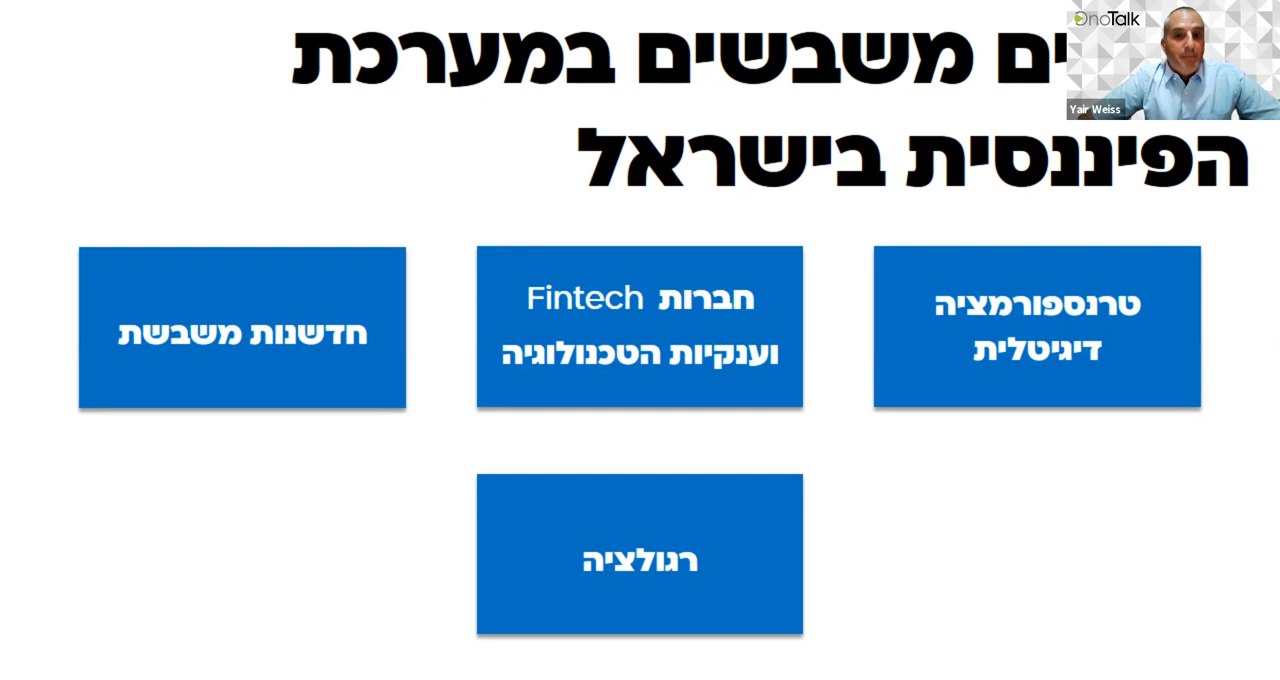 ים משבשים במערכת
הפיננסית בישראל
OnoTalk
Yair Weiss
טרנספורמציה
דיגיטלית
חברות Fintech
וענקיות הטכנולוגיה
חדשנות משבשת
רגולציה